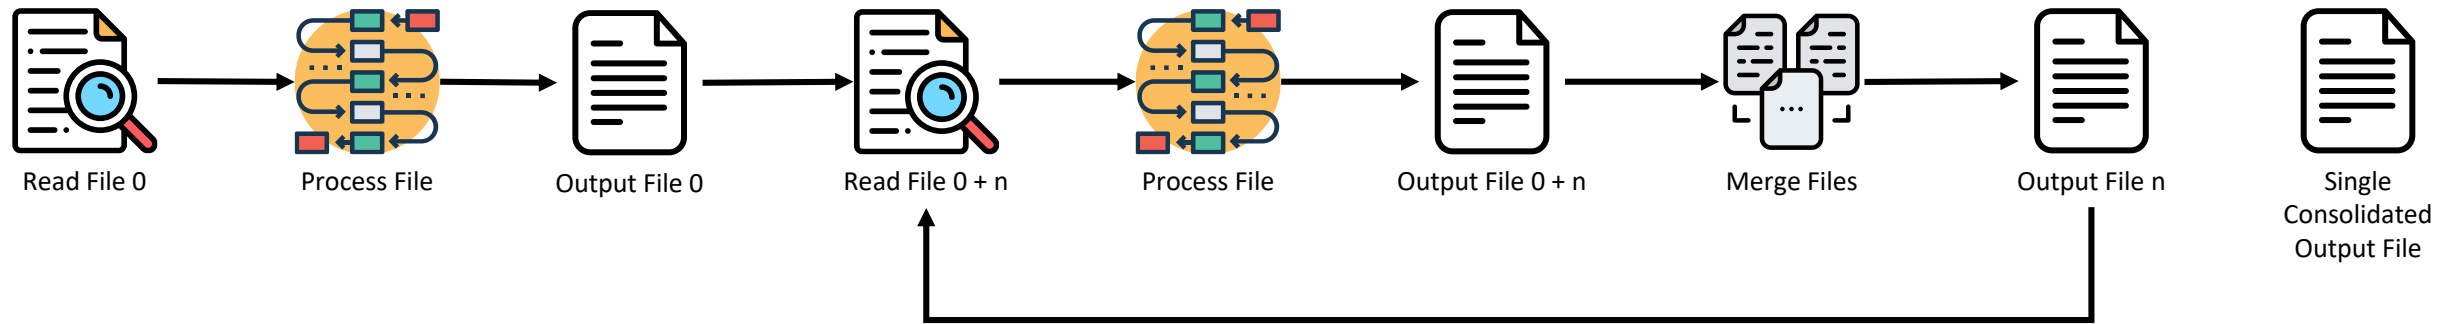 Read File 0
Process File
Output File 0
Read File 0 + n
Process File
Output File 0 + n
Merge Files
Output File n
Single
Consolidated
Output File